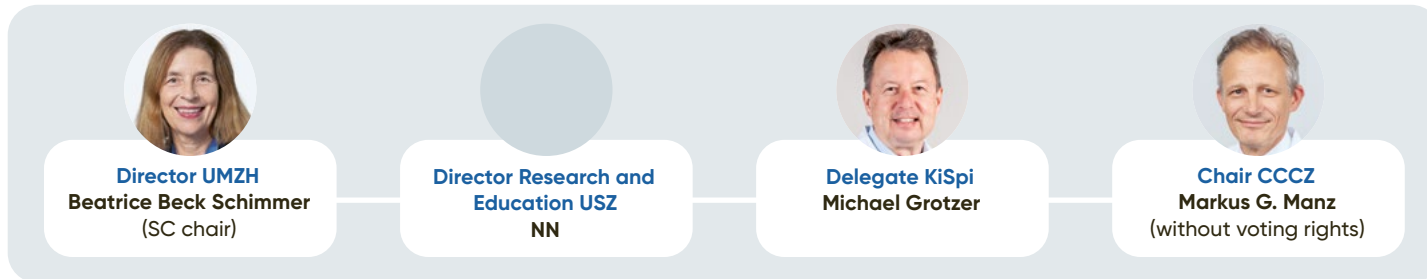 Director UMZH
Beatrice Beck Schimmer
(SC chair)
Director Research and
Education USZ
NN
Delegate KiSpi
Michael Grotzer
Chair CCCZ
Markus G. Manz
(without voting rights)